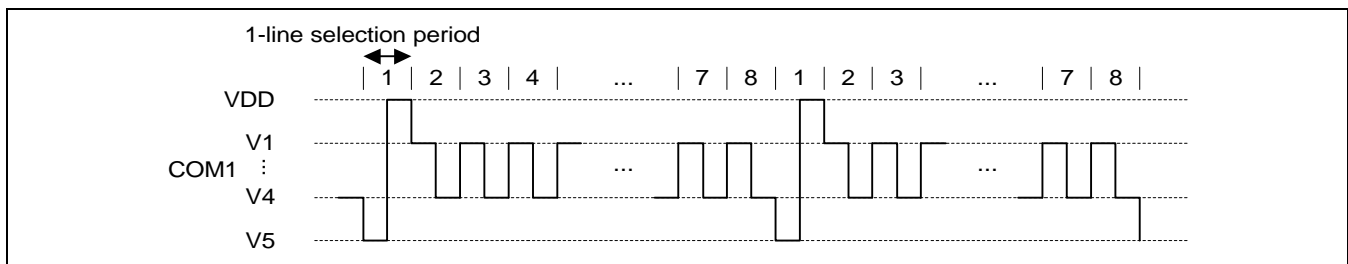 1-line selection period
| 1 | 2 | 3 | 4 | ... | 7 | 8 | 1 | 2 | 3 | ... | 7 | 8 |
VDD
V1
COM1 ⋮ ... ...
V4
V5